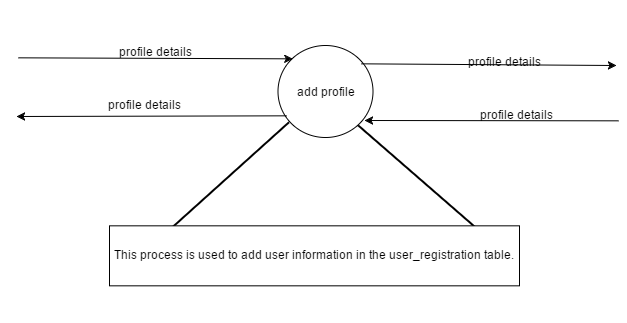 profile details
profile details
add profile
profile details
profile details
This process is used to add user information in the user_registration table.